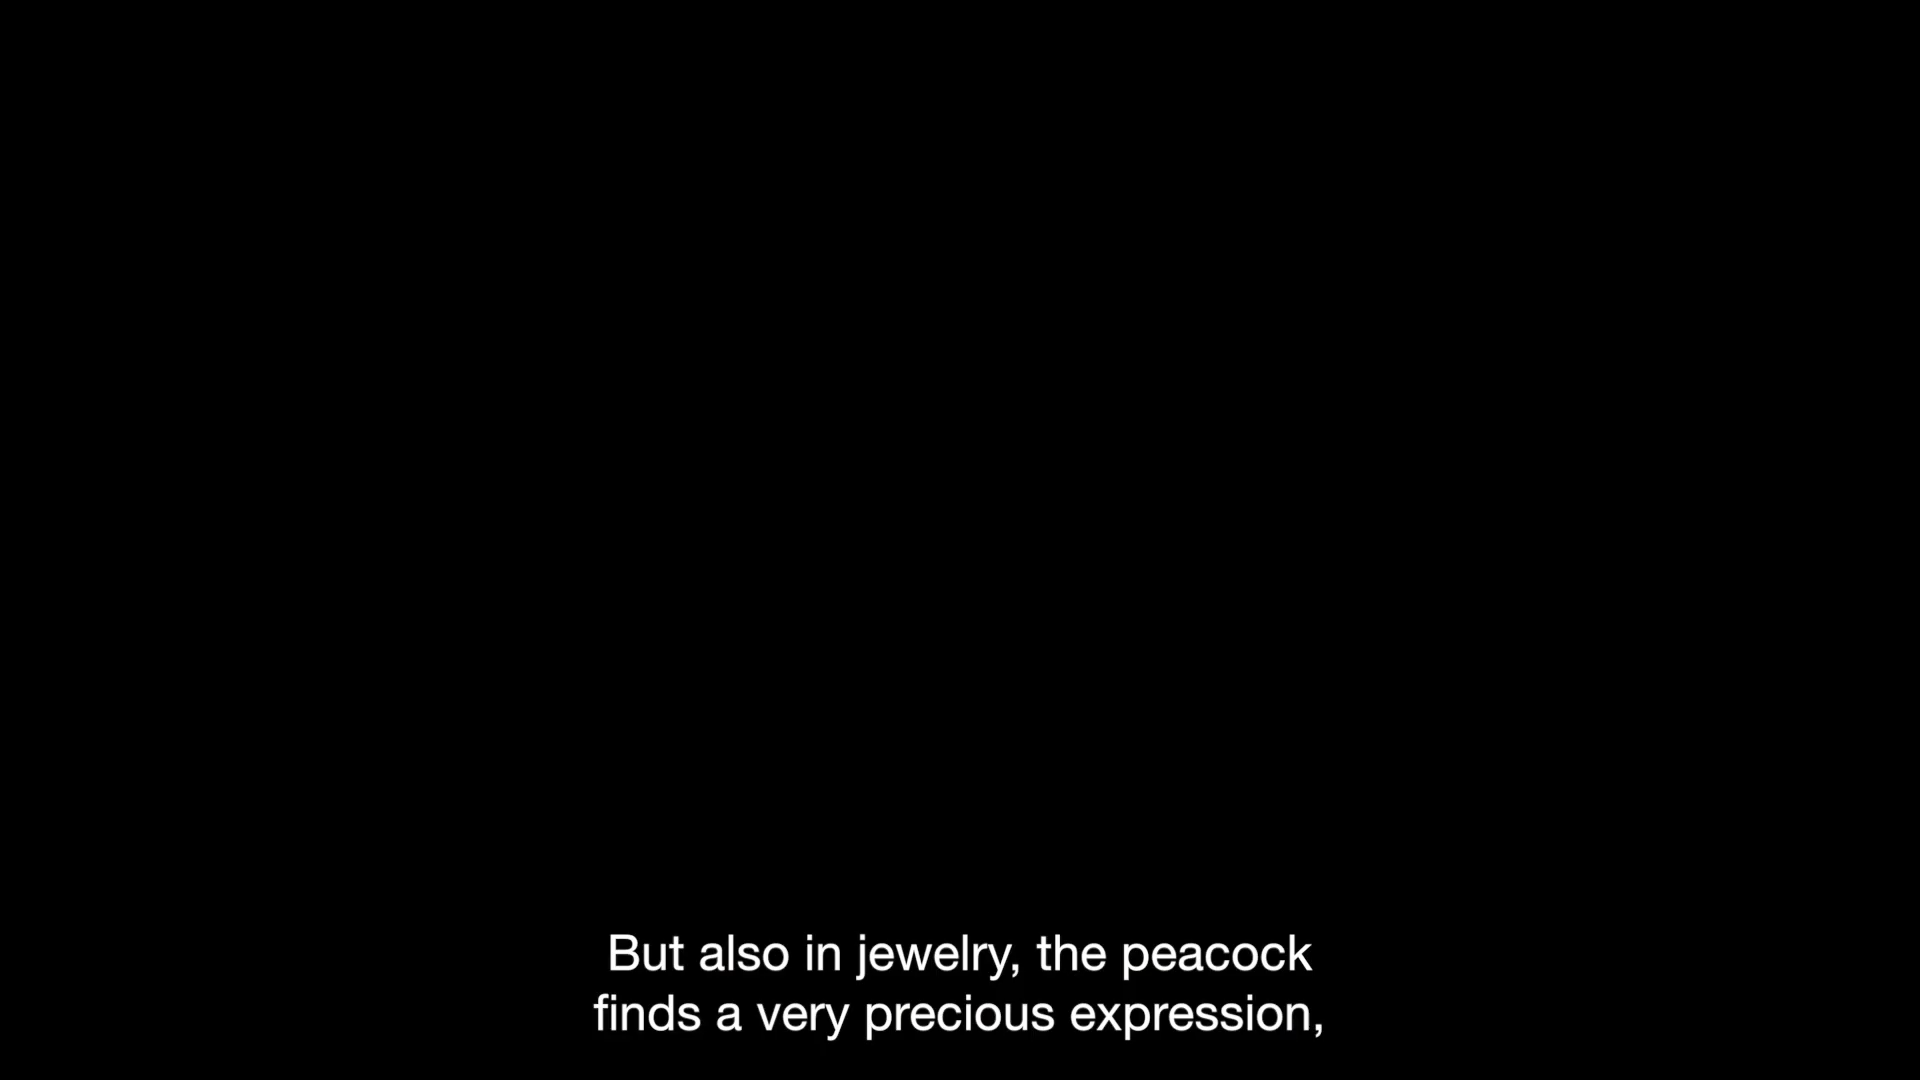 But also in jewelry, the peacock
finds a very precious expression,